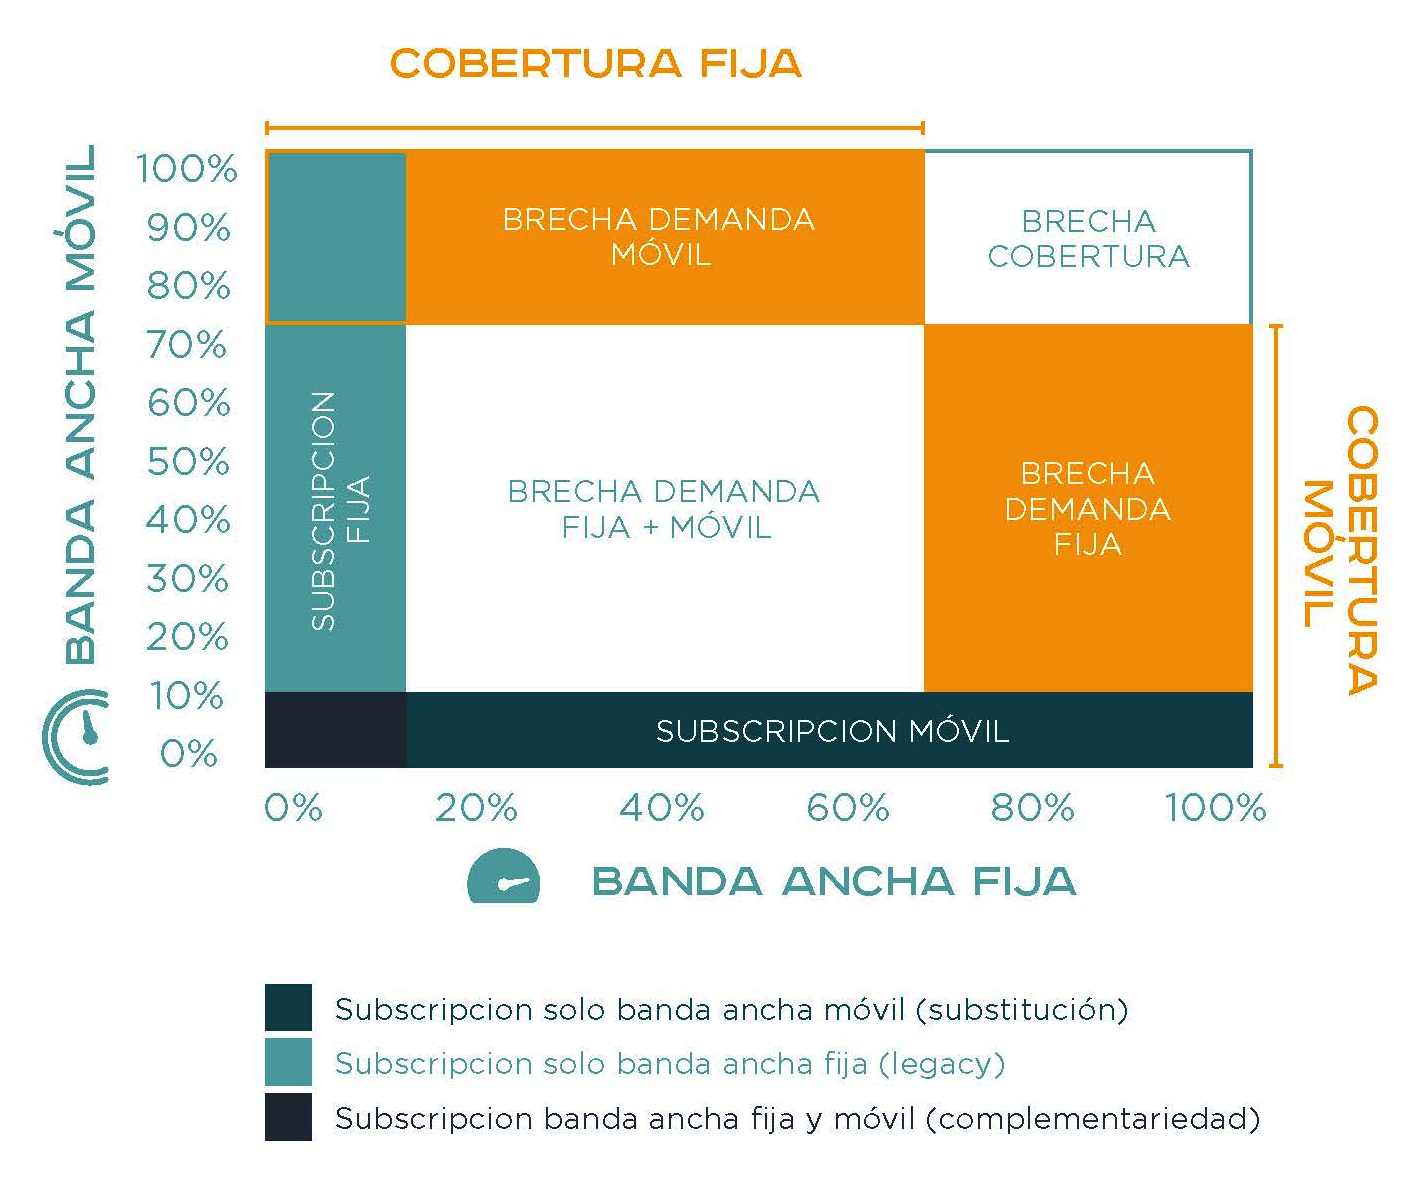 COBERTURA FIJA
BANDA ANCHA MÓVIL
100%
90%
80%
70%
60%
50%
40%
30%
20%
10%
0%
BRECHA DEMANDA
MÓVIL
BRECHA
COBERTURA
SUBSCRIPCION
FIJA
BRECHA DEMANDA
FIJA + MÓVIL
BRECHA
DEMANDA
FIJA
COBERTURA
MÓVIL
SUBSCRIPCION MÓVIL
0%
20%
40%
60%
80%
100%
BANDA ANCHA FIJA
Subscripcion solo banda ancha móvil (substitución)
Subscripcion solo banda ancha fija (legacy)
Subscripcion banda ancha fija y móvil (complementariedad)